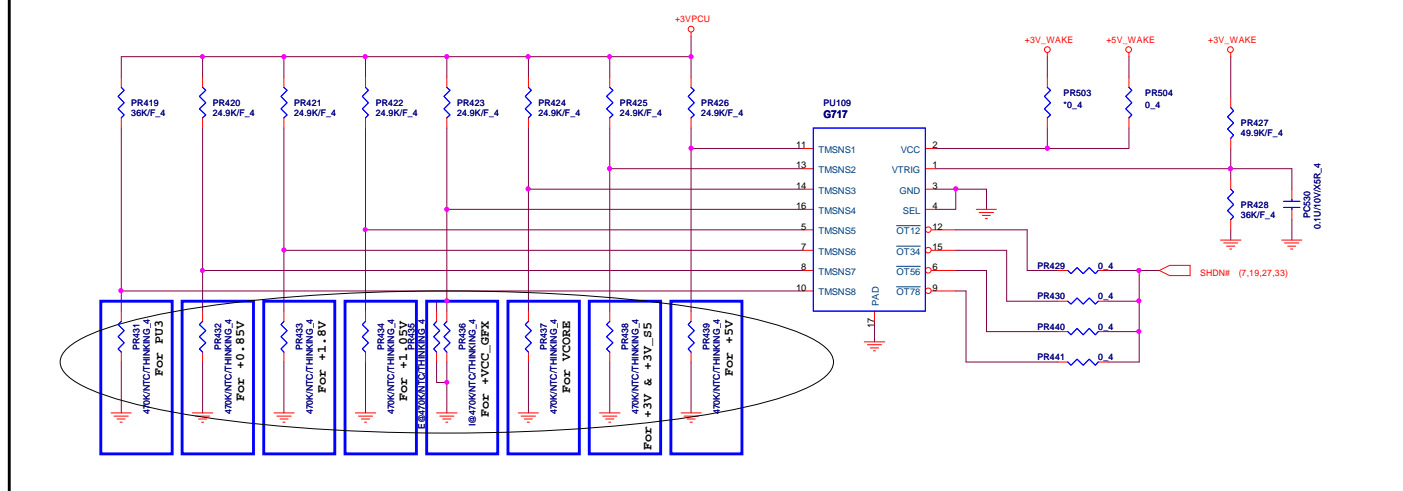 +3VPCU
+3V_WAKE
+5V_WAKE
+3V_WAKE
PR419
36K/F_4
PR420
24.9K/F_4
PR421
24.9K/F_4
PR422
24.9K/F_4
PR423
24.9K/F_4
PR424
24.9K/F_4
PR425
24.9K/F_4
PR426
24.9K/F_4
PU109
G717
PR503
*0_4
PR504
0_4
PR427
49.9K/F_4
11 TMSNS1
13 TMSNS2
14 TMSNS3
16 TMSNS4
5 TMSNS5
7 TMSNS6
8 TMSNS7
10 TMSNS8
VCC 2
VTRIG 1
GND 3
SEL 4
OT12 12
OT34 15
OT56 6
OT78 9
PAD
17
PR428
36K/F_4
PC530
0.1U/10V/X5R_4
PR429 0_4
PR430 0_4
PR440 0_4
PR441 0_4
SHDN# (7,19,27,33)
PR431
470K/NTC/THINKING_4
For PU3
PR432
470K/NTC/THINKING_4
For +0.85V
PR433
470K/NTC/THINKING_4
For +1.8V
PR434
470K/NTC/THINKING_4
For +1.05V
PR435
E@470K/NTC/THINKING_4
PR436
I@470K/NTC/THINKING_4
For +VCC_GFX
PR437
470K/NTC/THINKING_4
For VCORE
PR438
470K/NTC/THINKING_4
For +3V & +3V_S5
PR439
470K/NTC/THINKING_4
For +5V